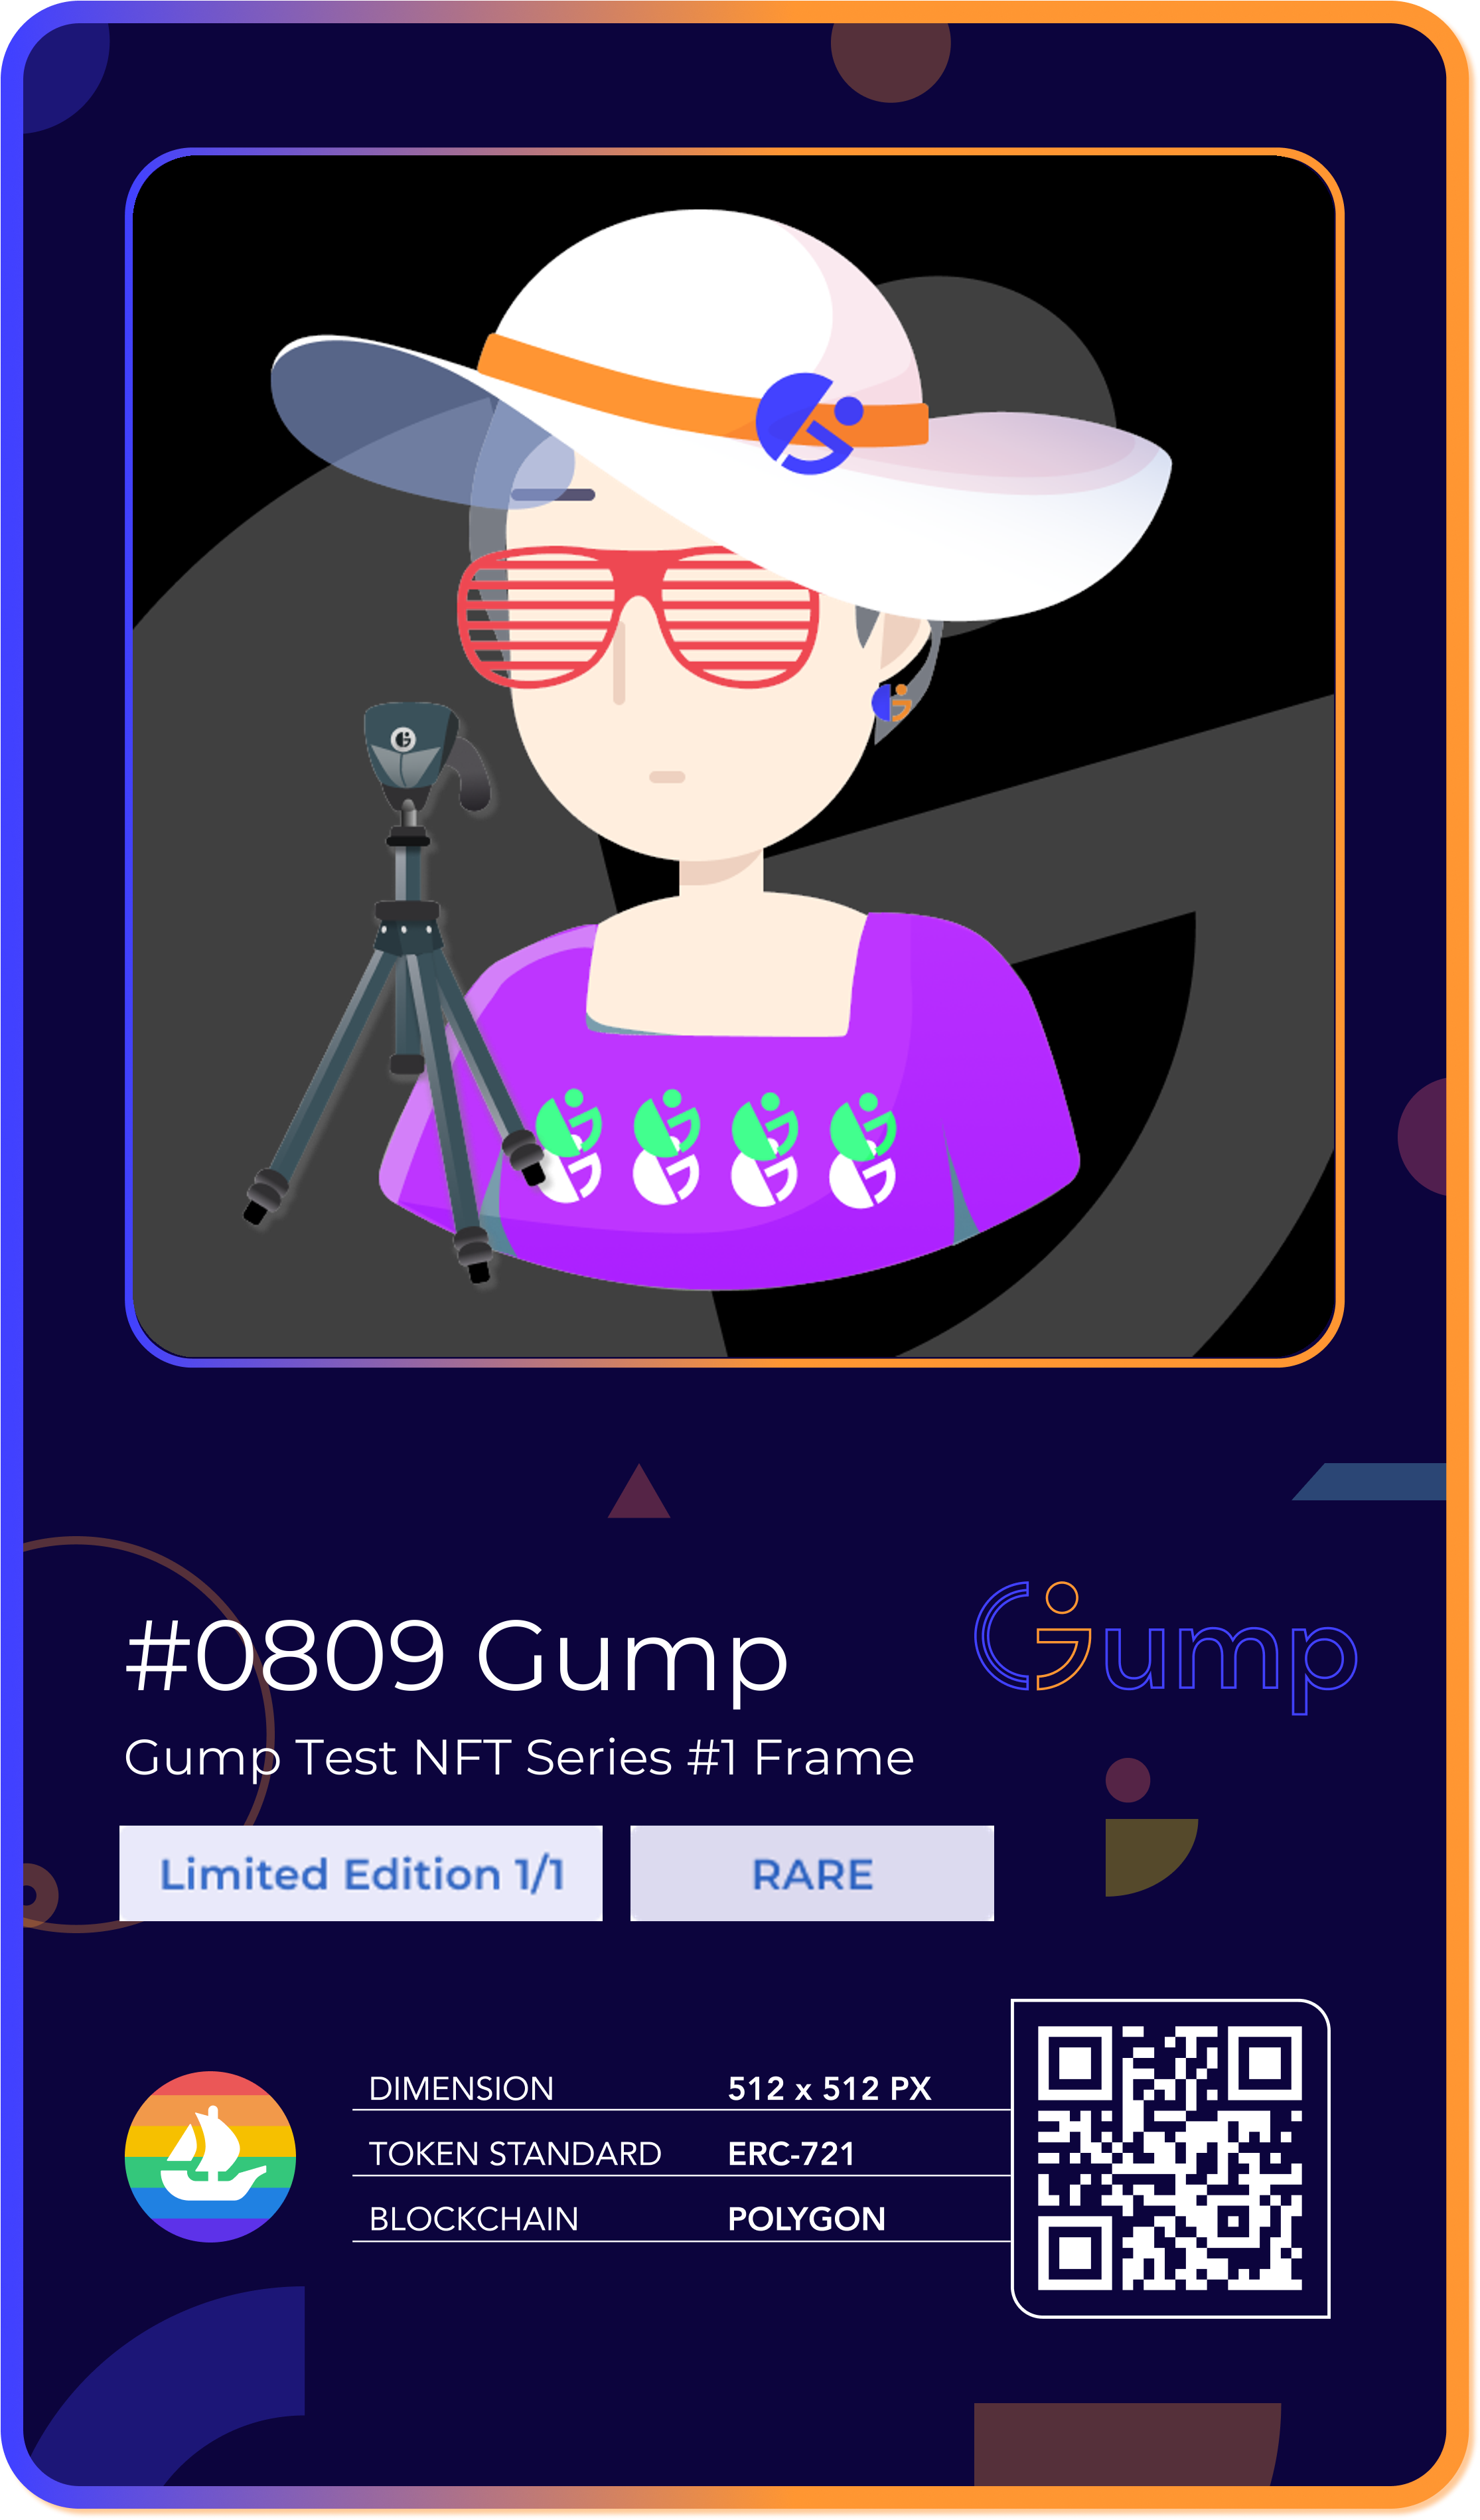 #0809 Gump
Gump
Gump Test NFT Series #1 Frame
Limited Edition 1/1
RARE
DIMENSION 512 x 512 PX
TOKEN STANDARD ERC-721
BLOCKCHAIN POLYGON